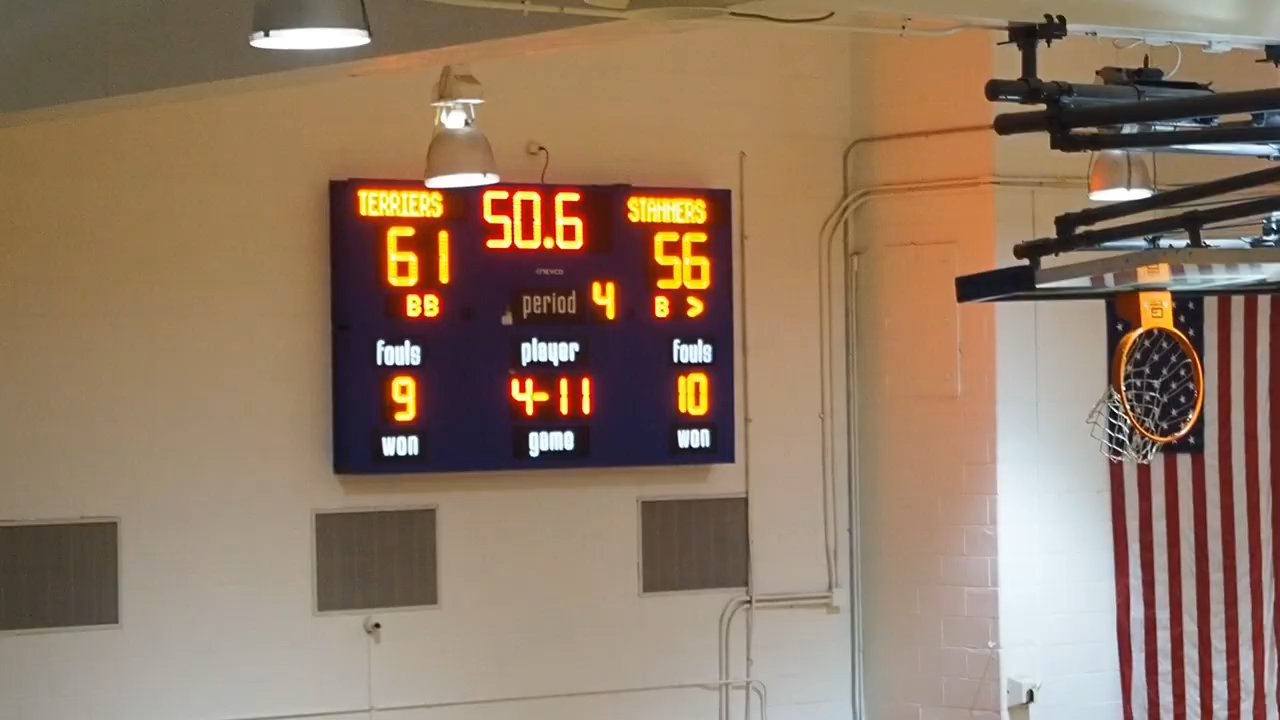 TERRIERS 50.6 STAMMERS
61 56
NEVCO
BB period 4 B >
fouls player fouls
9 4-11 10
won game won